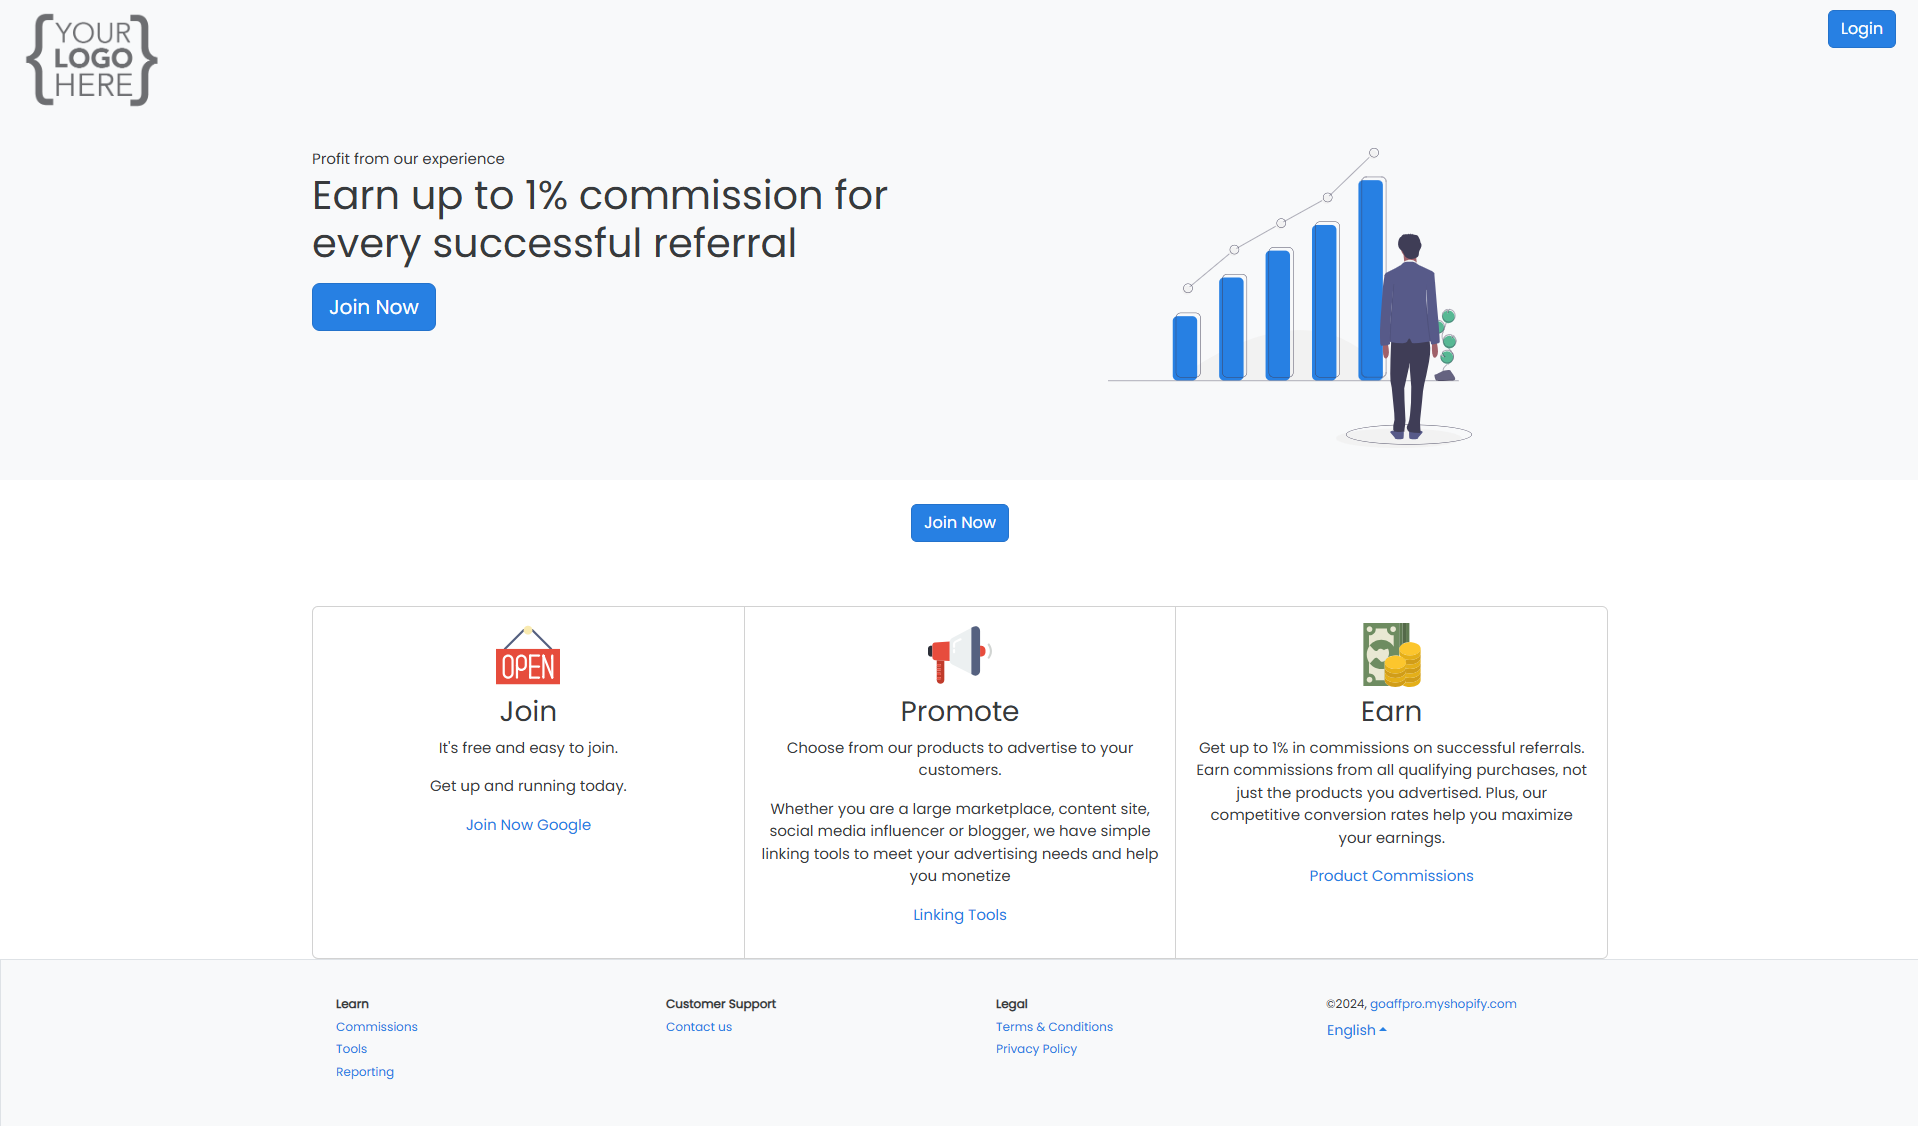 YOUR
LOGO
HERE
Login
Profit from our experience
Earn up to 1% commission for
every successful referral
Join Now
Join Now
OPEN
Join
It's free and easy to join.
Get up and running today.
Join Now Google
Promote
Choose from our products to advertise to your
customers.
Whether you are a large marketplace, content site,
social media influencer or blogger, we have simple
linking tools to meet your advertising needs and help
you monetize
Linking Tools
Earn
Get up to 1% in commissions on successful referrals.
Earn commissions from all qualifying purchases, not
just the products you advertised. Plus, our
competitive conversion rates help you maximize
your earnings.
Product Commissions
Learn
Commissions
Tools
Reporting
Customer Support
Contact us
Legal
Terms & Conditions
Privacy Policy
©2024, goaffpro.myshopify.com
English